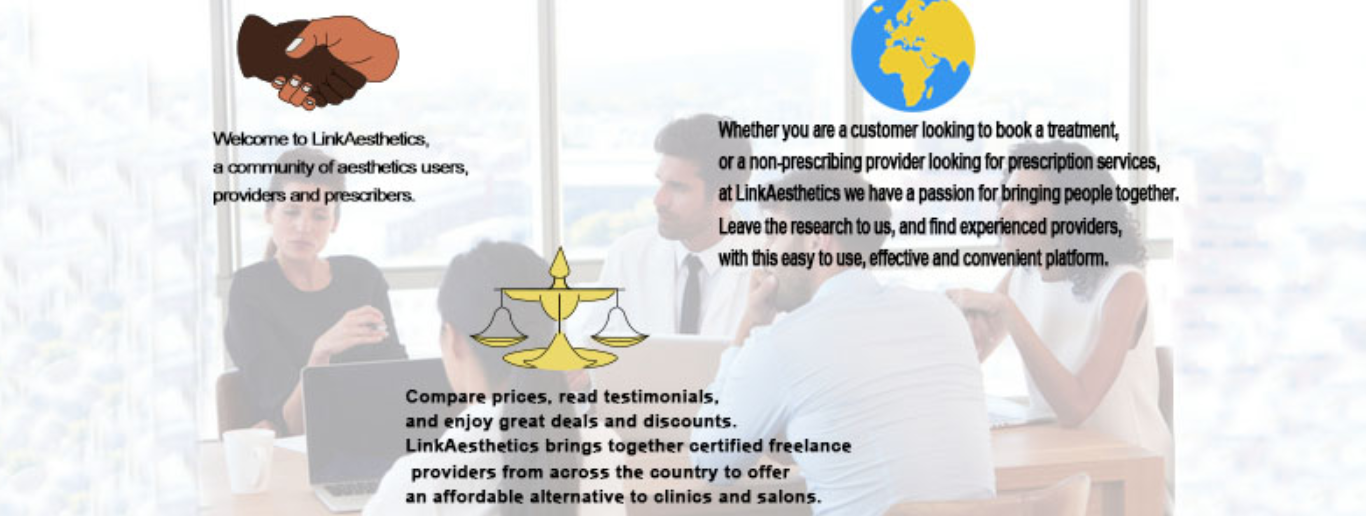 Welcome to LinkAesthetics,
a community of aesthetics users,
providers and prescribers.
Whether you are a customer looking to book a treatment,
or a non-prescribing provider looking for prescription services,
at LinkAesthetics we have a passion for bringing people together.
Leave the research to us, and find experienced providers,
with this easy to use, effective and convenient platform.
Compare prices, read testimonials,
and enjoy great deals and discounts.
LinkAesthetics brings together certified freelance
providers from across the country to offer
an affordable alternative to clinics and salons.